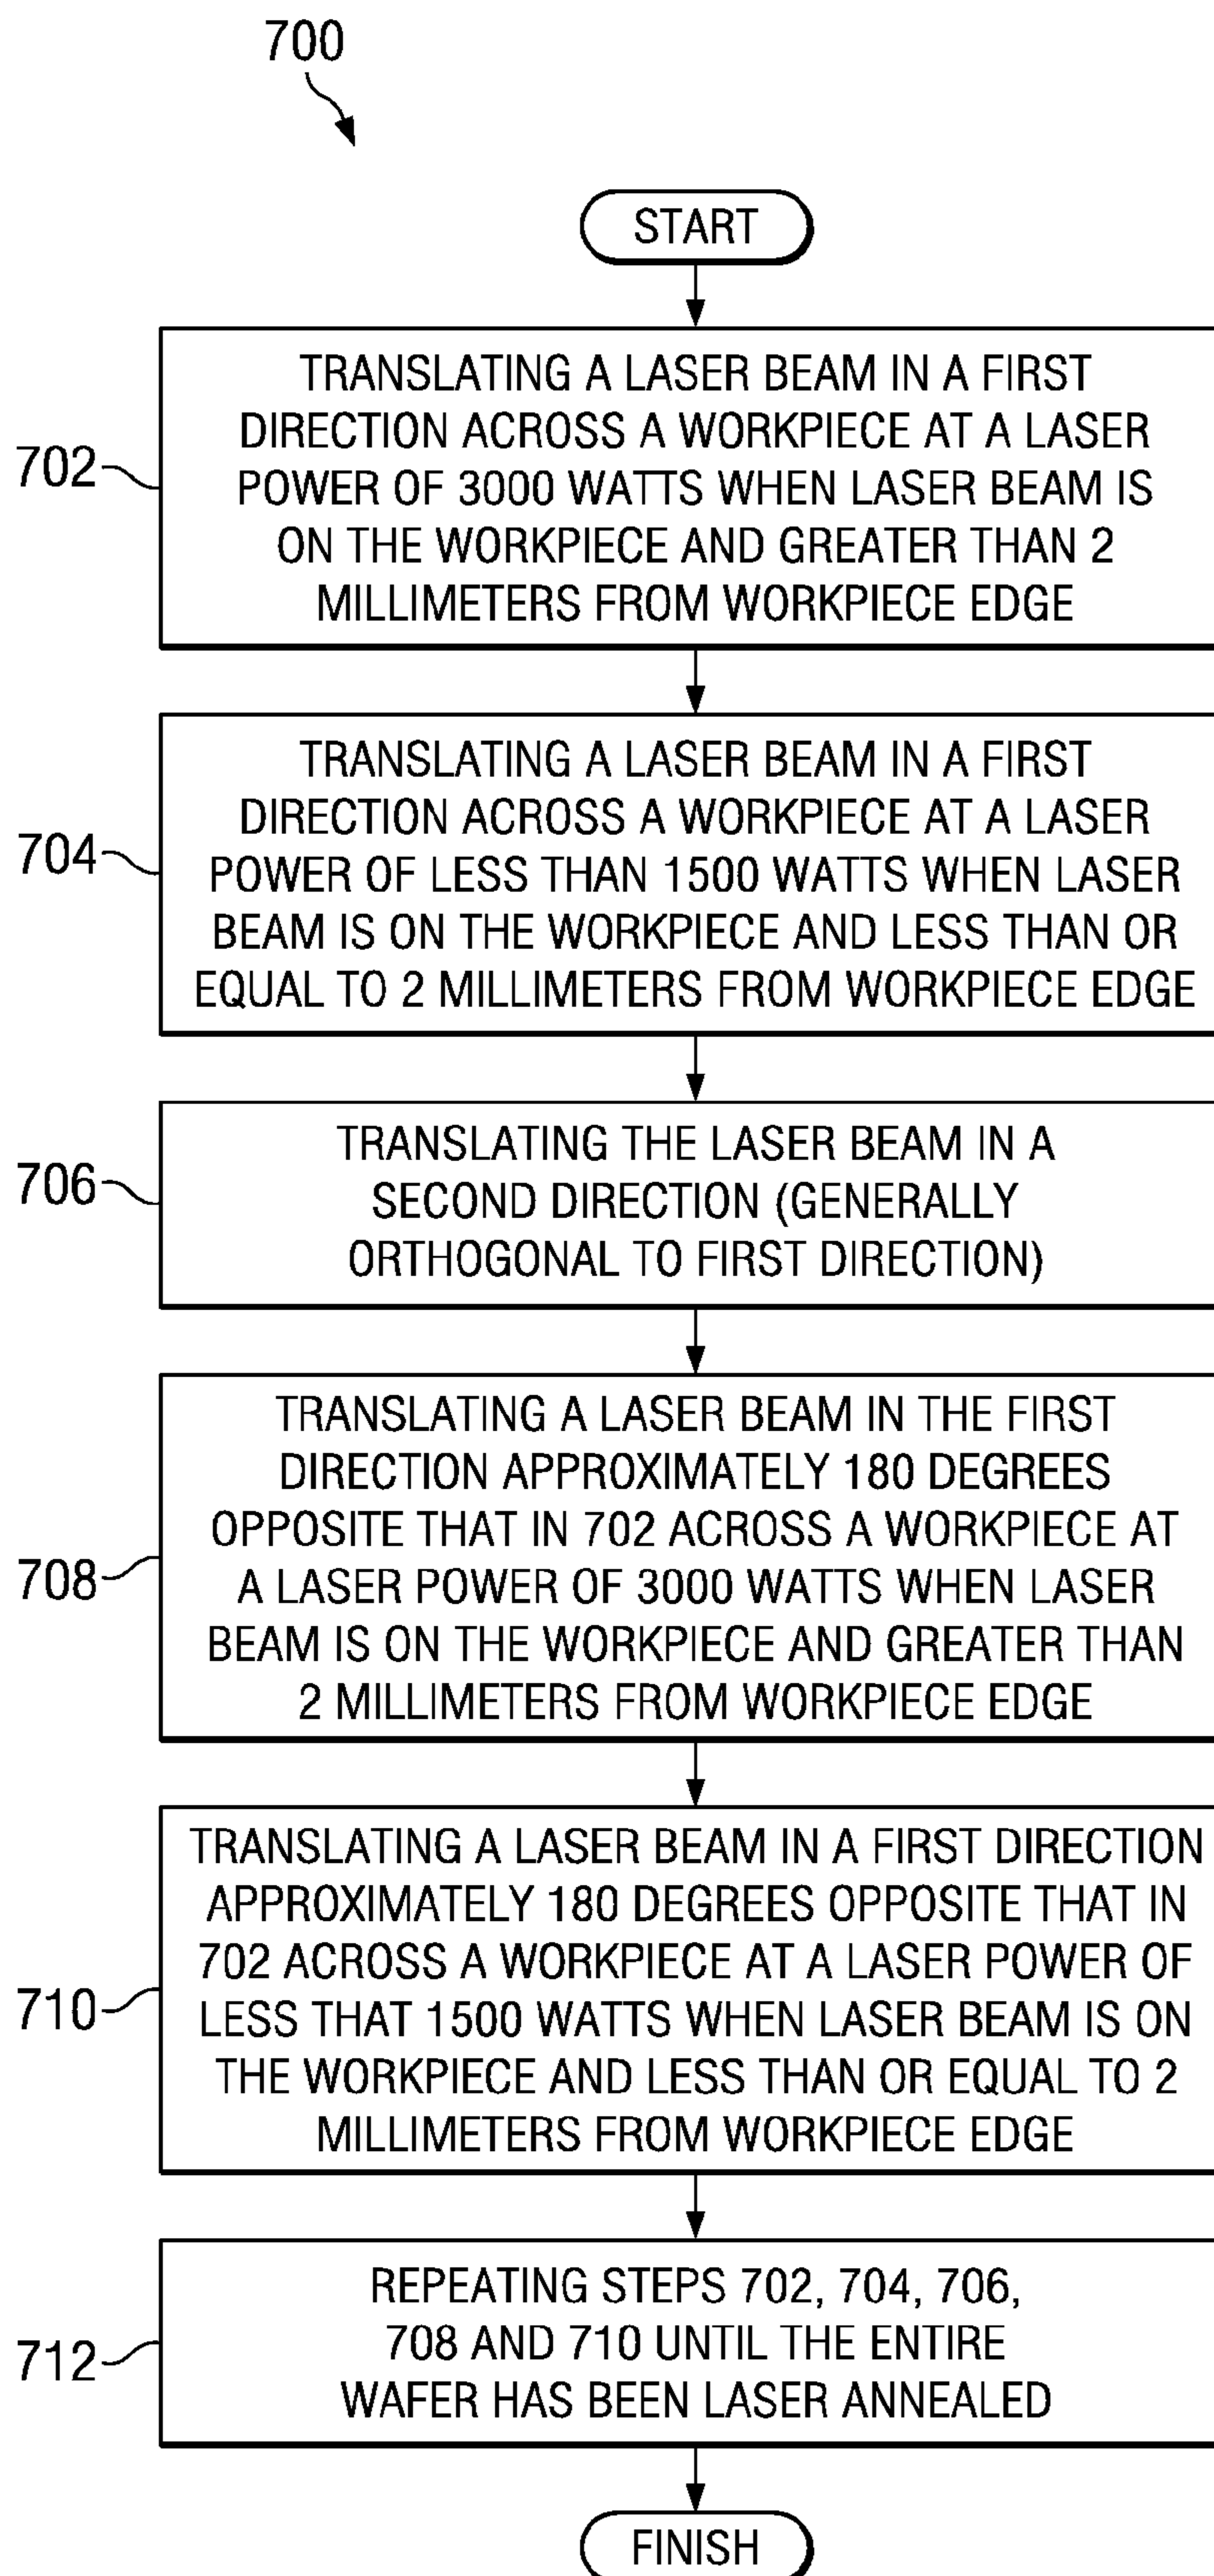 700
START
702
TRANSLATING A LASER BEAM IN A FIRST
DIRECTION ACROSS A WORKPIECE AT A LASER
POWER OF 3000 WATTS WHEN LASER BEAM IS
ON THE WORKPIECE AND GREATER THAN 2
MILLIMETERS FROM WORKPIECE EDGE
704
TRANSLATING A LASER BEAM IN A FIRST
DIRECTION ACROSS A WORKPIECE AT A LASER
POWER OF LESS THAN 1500 WATTS WHEN LASER
BEAM IS ON THE WORKPIECE AND LESS THAN OR
EQUAL TO 2 MILLIMETERS FROM WORKPIECE EDGE
706
TRANSLATING THE LASER BEAM IN A
SECOND DIRECTION (GENERALLY
ORTHOGONAL TO FIRST DIRECTION)
708
TRANSLATING A LASER BEAM IN THE FIRST
DIRECTION APPROXIMATELY 180 DEGREES
OPPOSITE THAT IN 702 ACROSS A WORKPIECE AT
A LASER POWER OF 3000 WATTS WHEN LASER
BEAM IS ON THE WORKPIECE AND GREATER THAN
2 MILLIMETERS FROM WORKPIECE EDGE
710
TRANSLATING A LASER BEAM IN A FIRST DIRECTION
APPROXIMATELY 180 DEGREES OPPOSITE THAT IN
702 ACROSS A WORKPIECE AT A LASER POWER OF
LESS THAT 1500 WATTS WHEN LASER BEAM IS ON
THE WORKPIECE AND LESS THAN OR EQUAL TO 2
MILLIMETERS FROM WORKPIECE EDGE
712
REPEATING STEPS 702, 704, 706,
708 AND 710 UNTIL THE ENTIRE
WAFER HAS BEEN LASER ANNEALED
FINISH